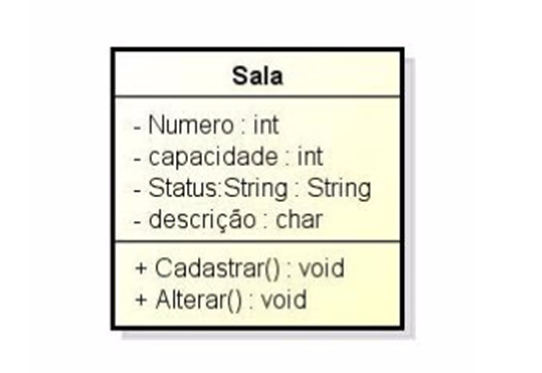 Sala
- Numero : int
- capacidade : int
- Status:String : String
- descrição : char
+ Cadastrar() : void
+ Alterar() : void